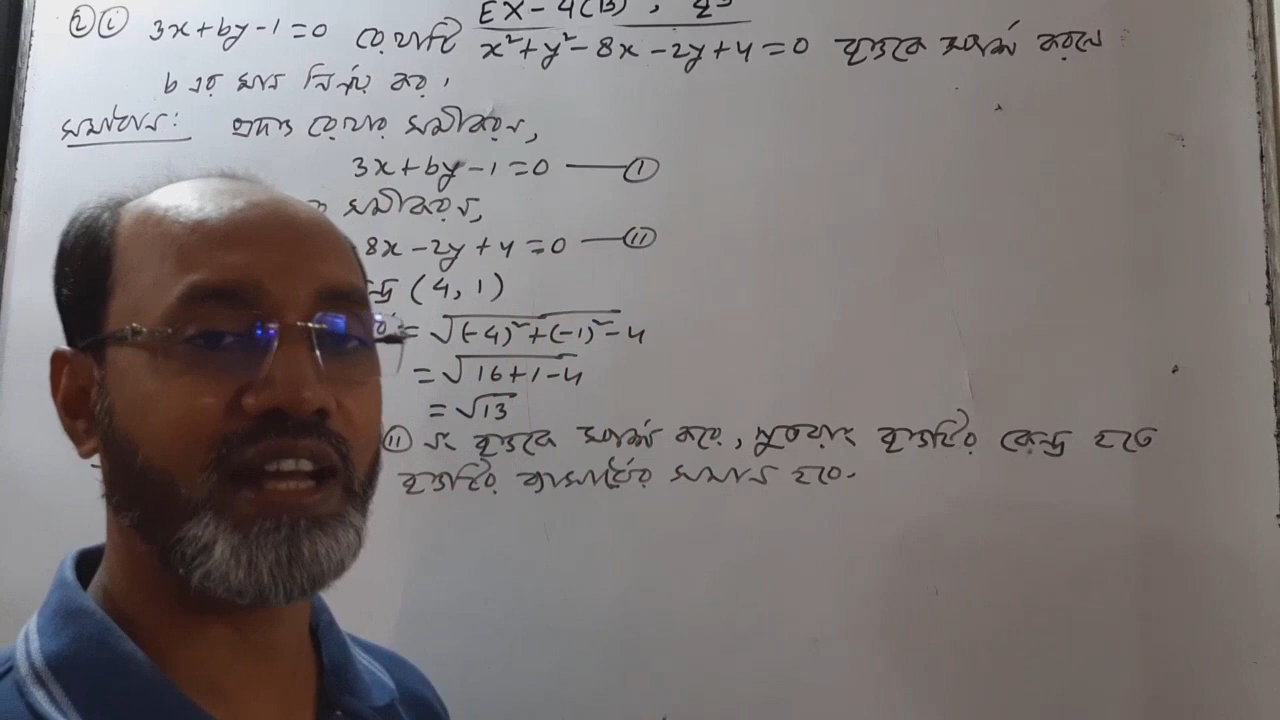 EX-4(B),
২(i) 3x+by-1=0 রেখাটি x²+y²-8x-2y+4=0 বৃত্তকে স্পর্শ করলে
b এর মান নির্ণয় কর।
সমাধান: প্রদত্ত রেখার সমীকরণ,
3x+by-1=0 —(i)
সমীকরণ,
8x-2y+4=0 —(ii)
(4,1)
=√(-4)²+(-1)²-4
=√16+1-4
=√13
(ii) নং বৃত্তকে স্পর্শ করে, সুতরাং বৃত্তটির কেন্দ্র হতে
বৃত্তটির ব্যাসার্ধের সমান হবে.